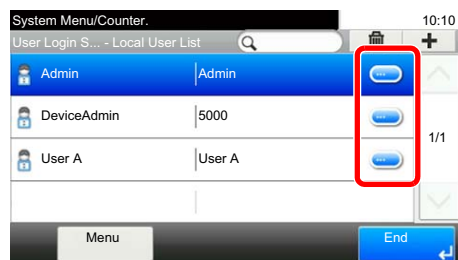 System Menu/Counter. 10:10
User Login S... - Local User List
Admin Admin
DeviceAdmin 5000
1/1
User A User A
Menu End